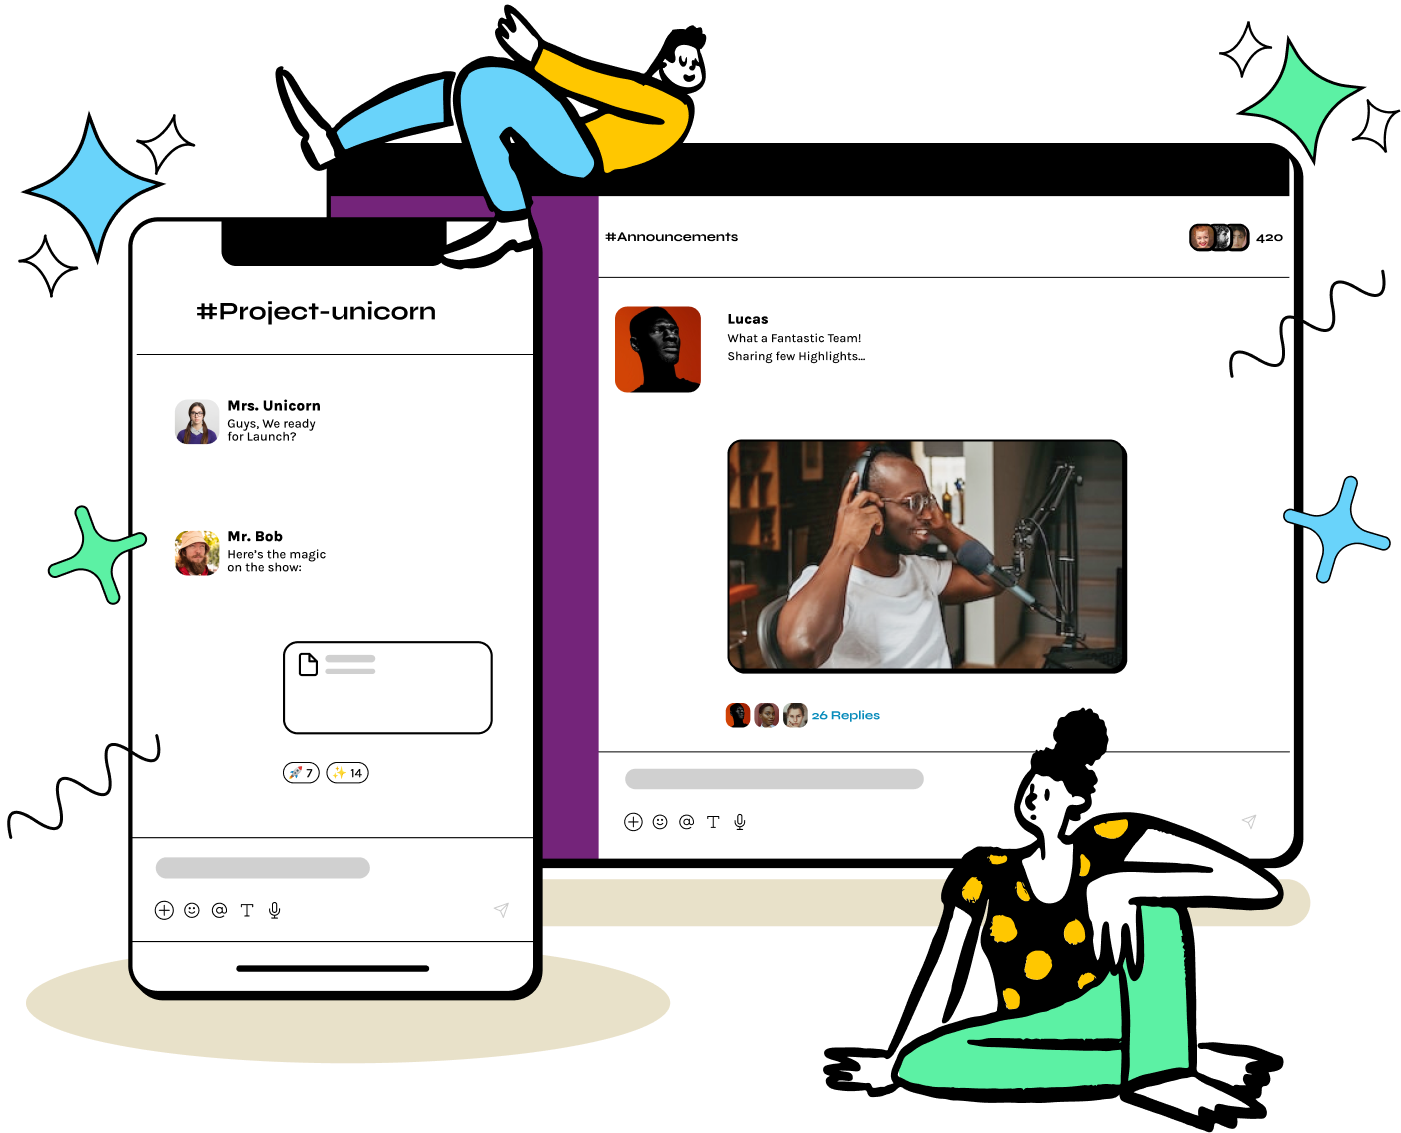 #Announcements
420
#Project-unicorn
Lucas
What a Fantastic Team!
Sharing few Highlights...
Mrs. Unicorn
Guys, We ready
for Launch?
Mr. Bob
Here's the magic
on the show:
26 Replies
🚀 7
✨ 14